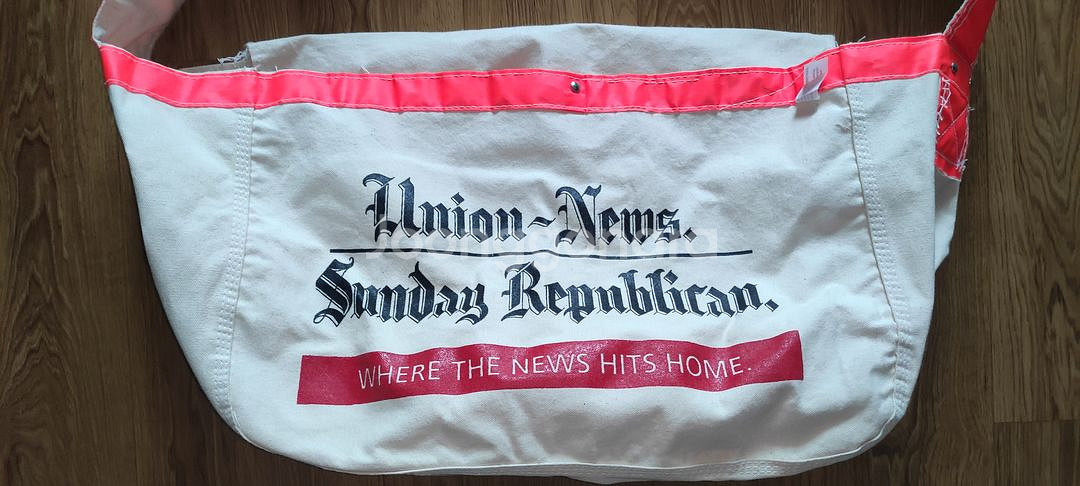 Union-News.
Sunday Republican.
WHERE THE NEWS HITS HOME.